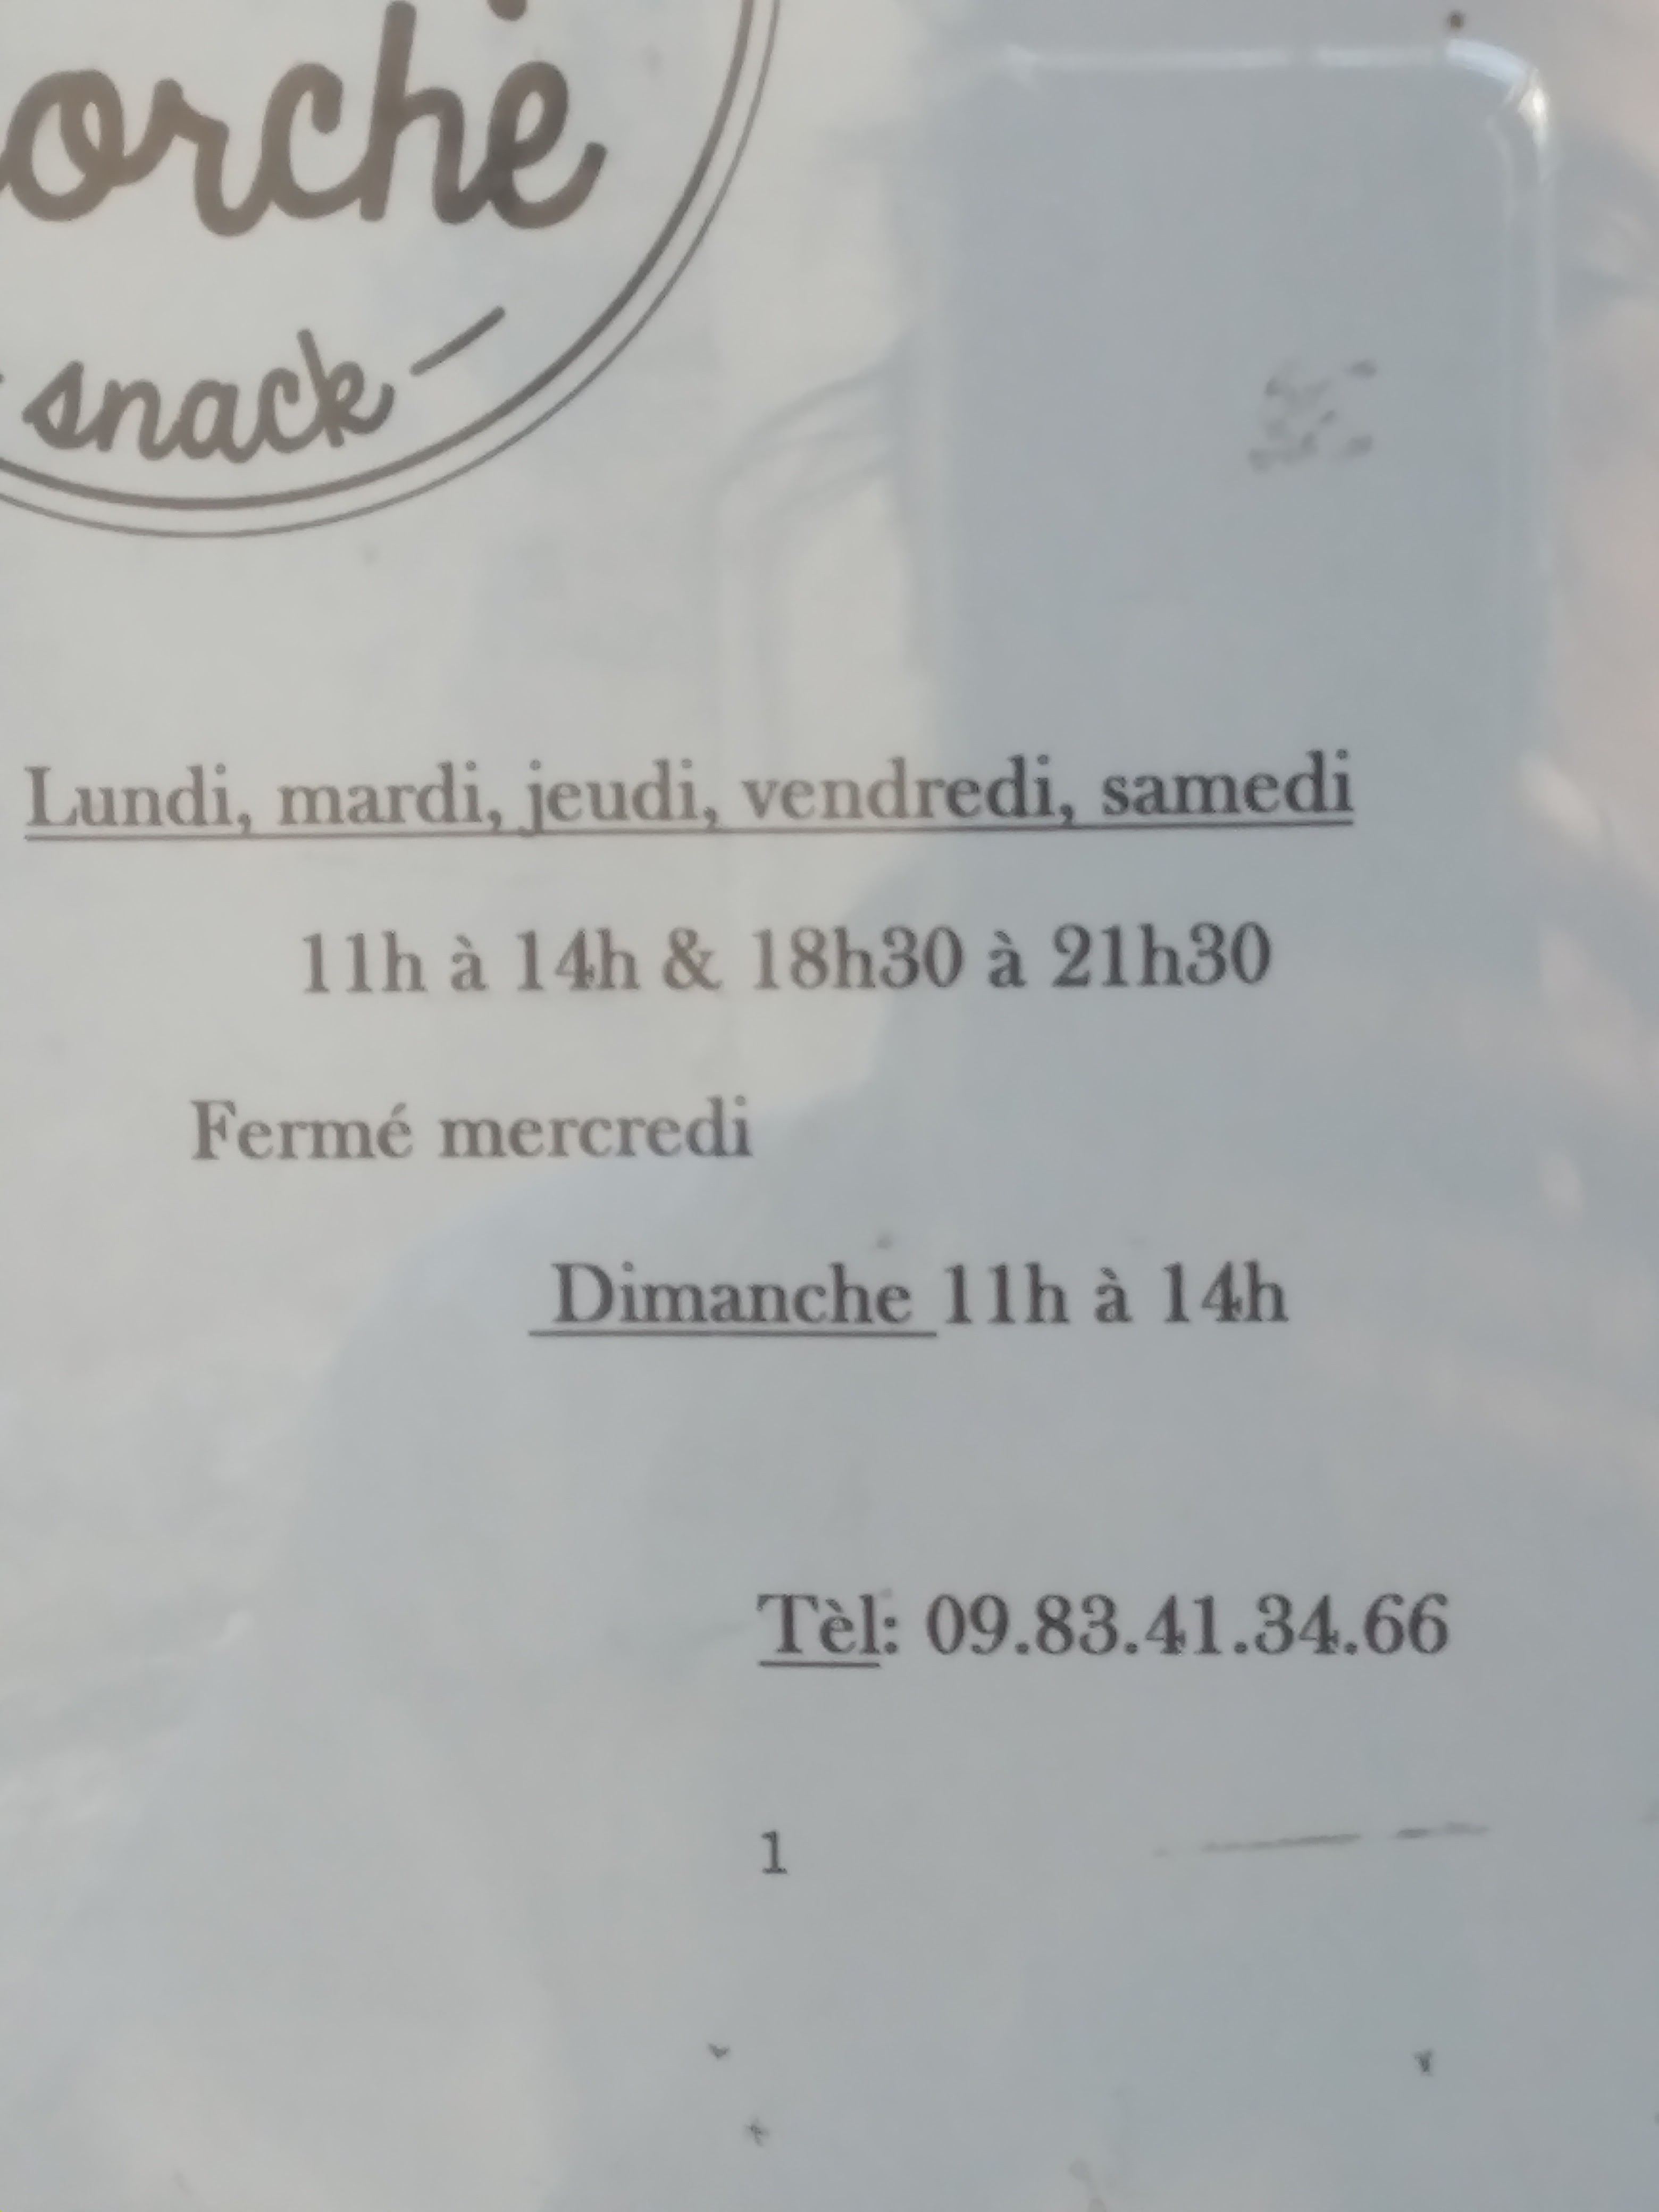 orche
snack
Lundi, mardi, jeudi, vendredi, samedi
11h à 14h & 18h30 à 21h30
Fermé mercredi
Dimanche 11h à 14h
Tèl: 09.83.41.34.66
1